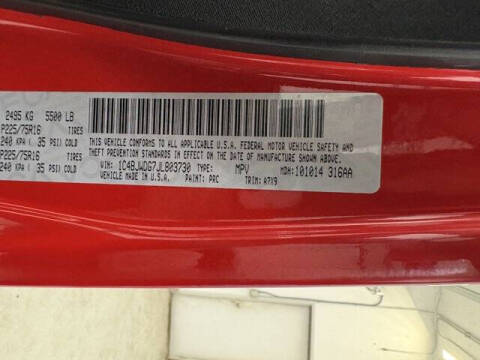 2495 KG 5500 LB
P225/75R16 TIRES
240 KPA ( 35 PSI) COLD
P225/75R16 TIRES
240 KPA ( 35 PSI) COLD
THIS VEHICLE CONFORMS TO ALL APPLICABLE U.S.A. FEDERAL MOTOR VEHICLE SAFETY AND
THEFT PREVENTION STANDARDS IN EFFECT ON THE DATE OF MANUFACTURE SHOWN ABOVE.
VIN: 1C4BJWDG7JL803730 TYPE: MPV MDH: 101014 316AA
VEHICLE MADE IN U.S.A. PAINT: PRC TRIM: A7X9